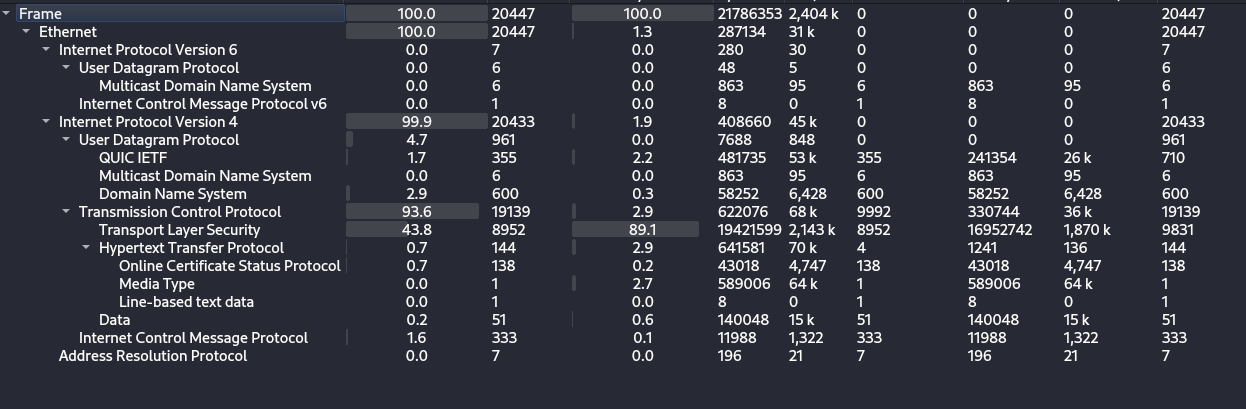 Frame 100.0 20447 100.0 21786353 2,404 k 0 0 0 20447
Ethernet 100.0 20447 1.3 287134 31 k 0 0 0 20447
Internet Protocol Version 6 0.0 7 0.0 280 30 0 0 0 7
User Datagram Protocol 0.0 6 0.0 48 5 0 0 0 6
Multicast Domain Name System 0.0 6 0.0 863 95 6 863 95 6
Internet Control Message Protocol v6 0.0 1 0.0 8 0 1 8 0 1
Internet Protocol Version 4 99.9 20433 1.9 408660 45 k 0 0 0 20433
User Datagram Protocol 4.7 961 0.0 7688 848 0 0 0 961
QUIC IETF 1.7 355 2.2 481735 53 k 355 241354 26 k 710
Multicast Domain Name System 0.0 6 0.0 863 95 6 863 95 6
Domain Name System 2.9 600 0.3 58252 6,428 600 58252 6,428 600
Transmission Control Protocol 93.6 19139 2.9 622076 68 k 9992 330744 36 k 19139
Transport Layer Security 43.8 8952 89.1 19421599 2,143 k 8952 16952742 1,870 k 9831
Hypertext Transfer Protocol 0.7 144 2.9 641581 70 k 4 1241 136 144
Online Certificate Status Protocol 0.7 138 0.2 43018 4,747 138 43018 4,747 138
Media Type 0.0 1 2.7 589006 64 k 1 589006 64 k 1
Line-based text data 0.0 1 0.0 8 0 1 8 0 1
Data 0.2 51 0.6 140048 15 k 51 140048 15 k 51
Internet Control Message Protocol 1.6 333 0.1 11988 1,322 333 11988 1,322 333
Address Resolution Protocol 0.0 7 0.0 196 21 7 196 21 7